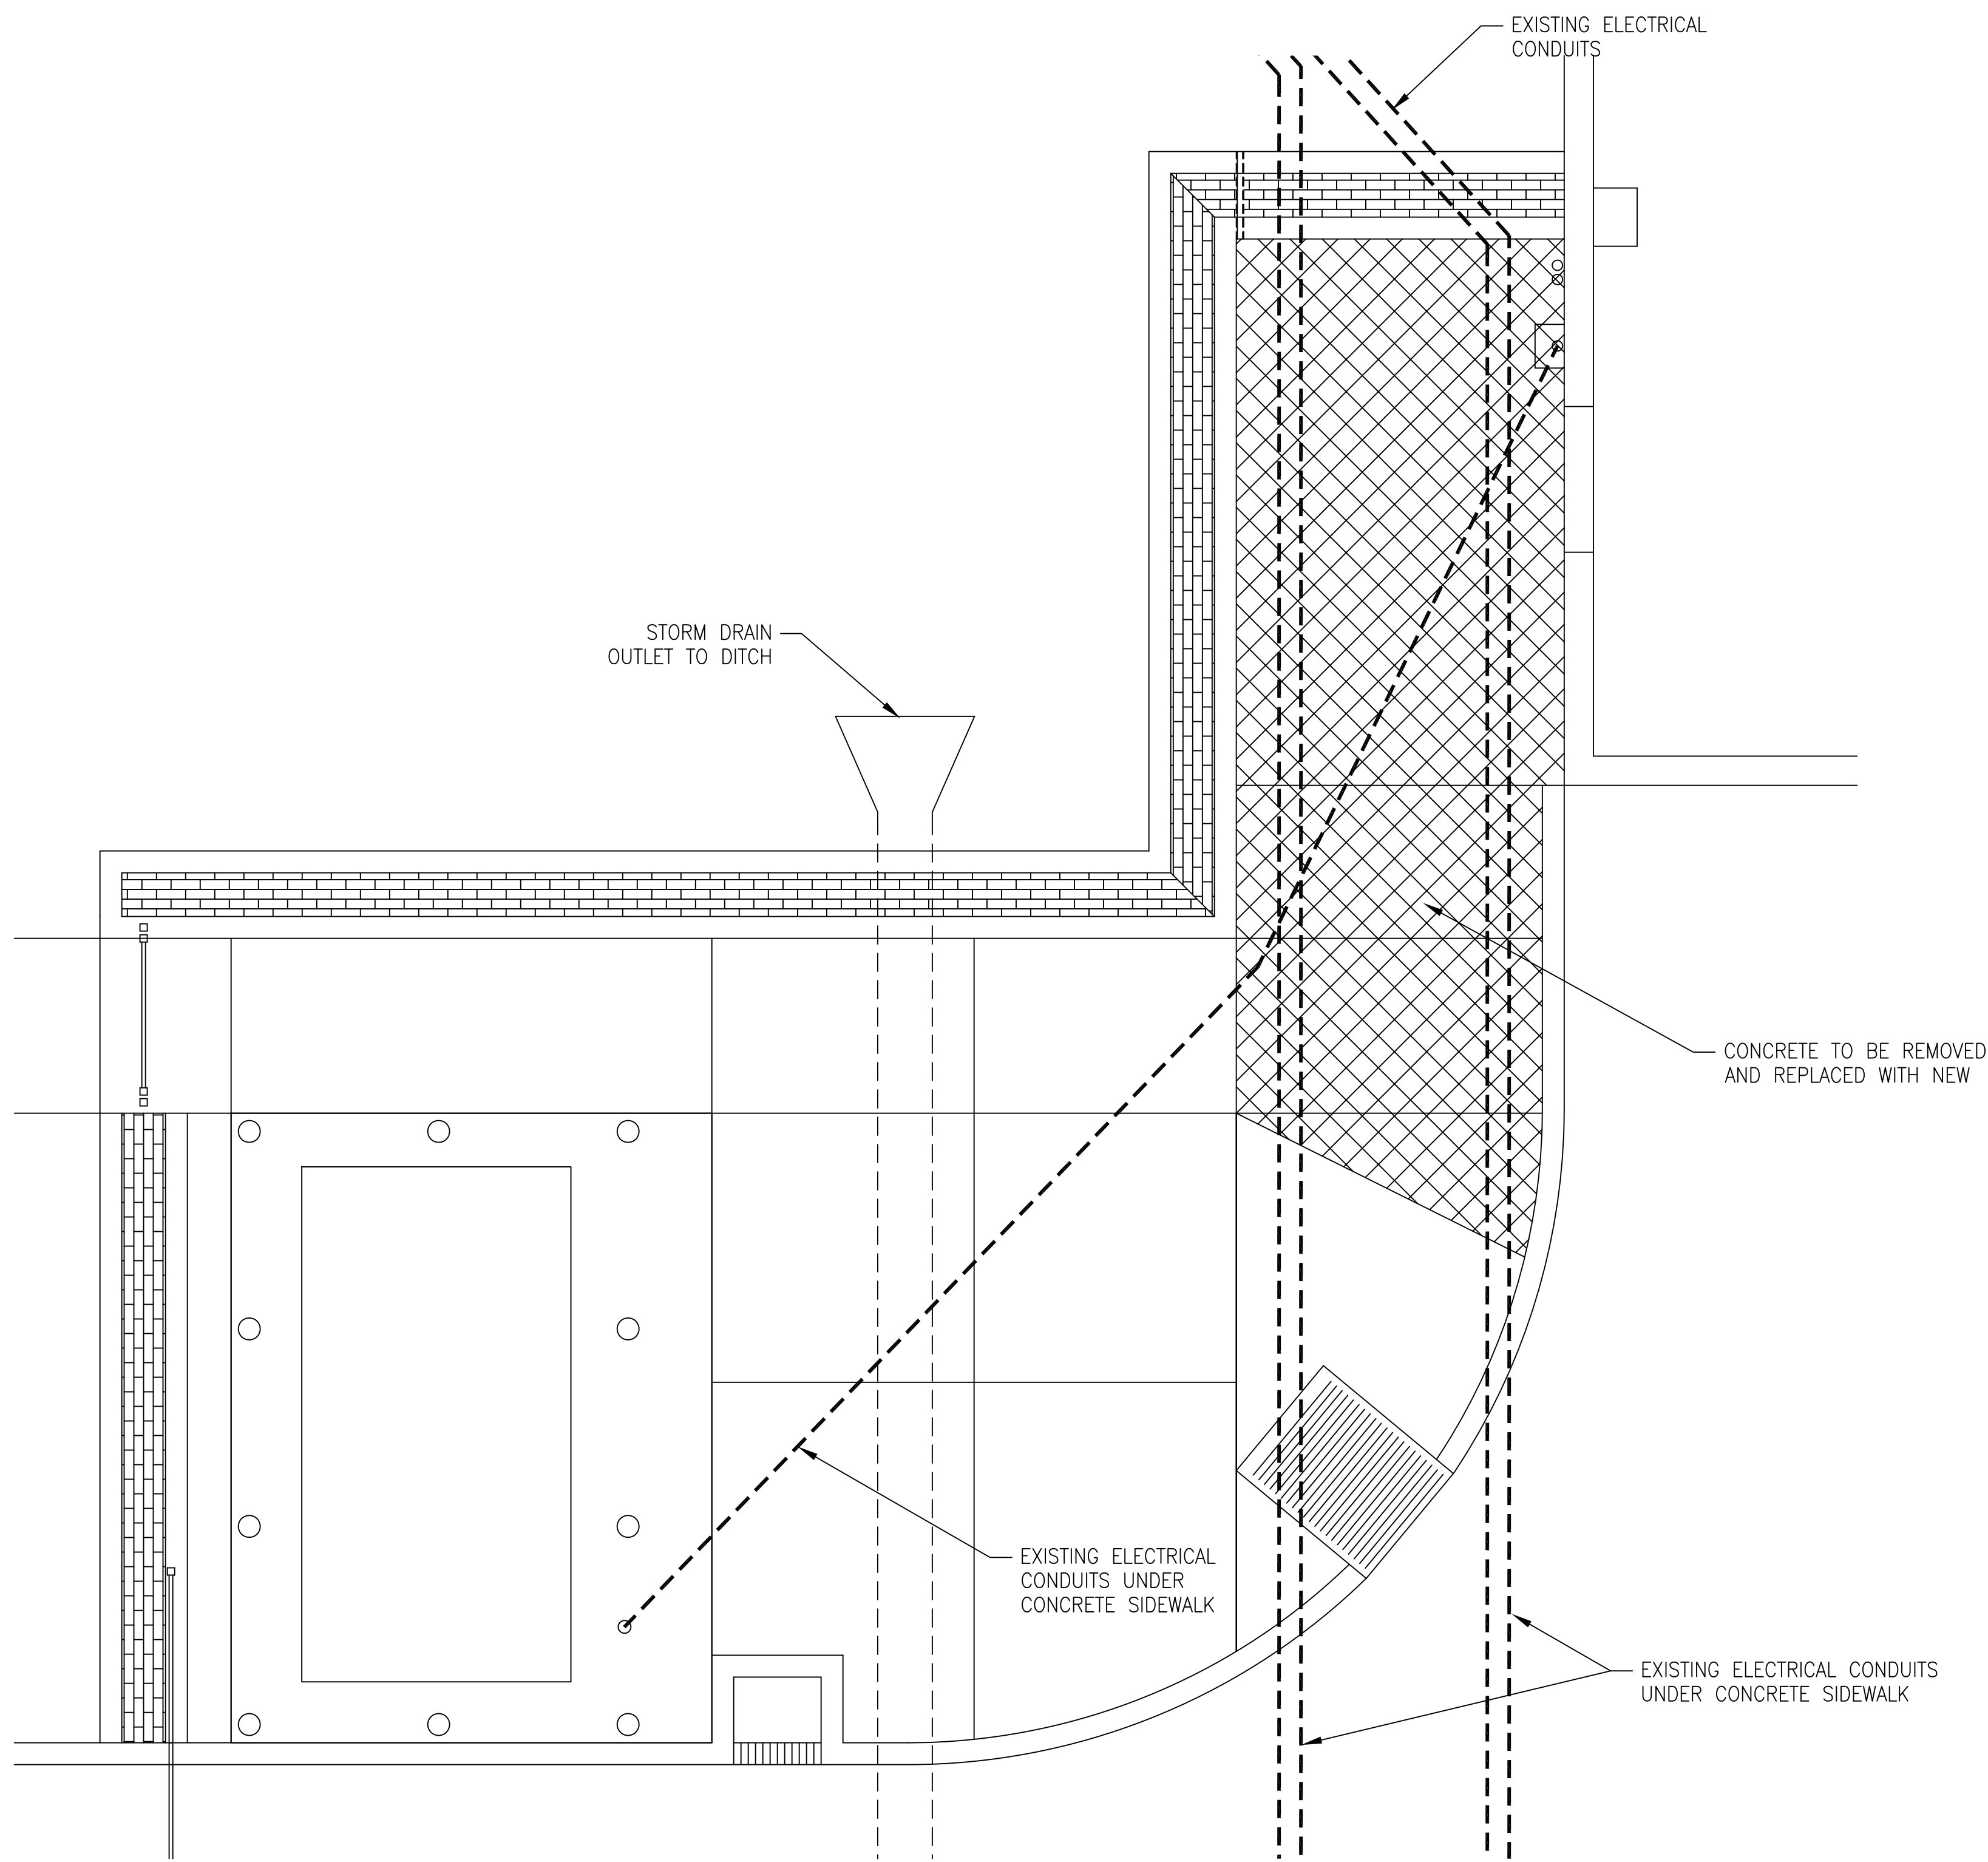 EXISTING ELECTRICAL
CONDUITS
STORM DRAIN
OUTLET TO DITCH
CONCRETE TO BE REMOVED
AND REPLACED WITH NEW
EXISTING ELECTRICAL
CONDUITS UNDER
CONCRETE SIDEWALK
EXISTING ELECTRICAL CONDUITS
UNDER CONCRETE SIDEWALK